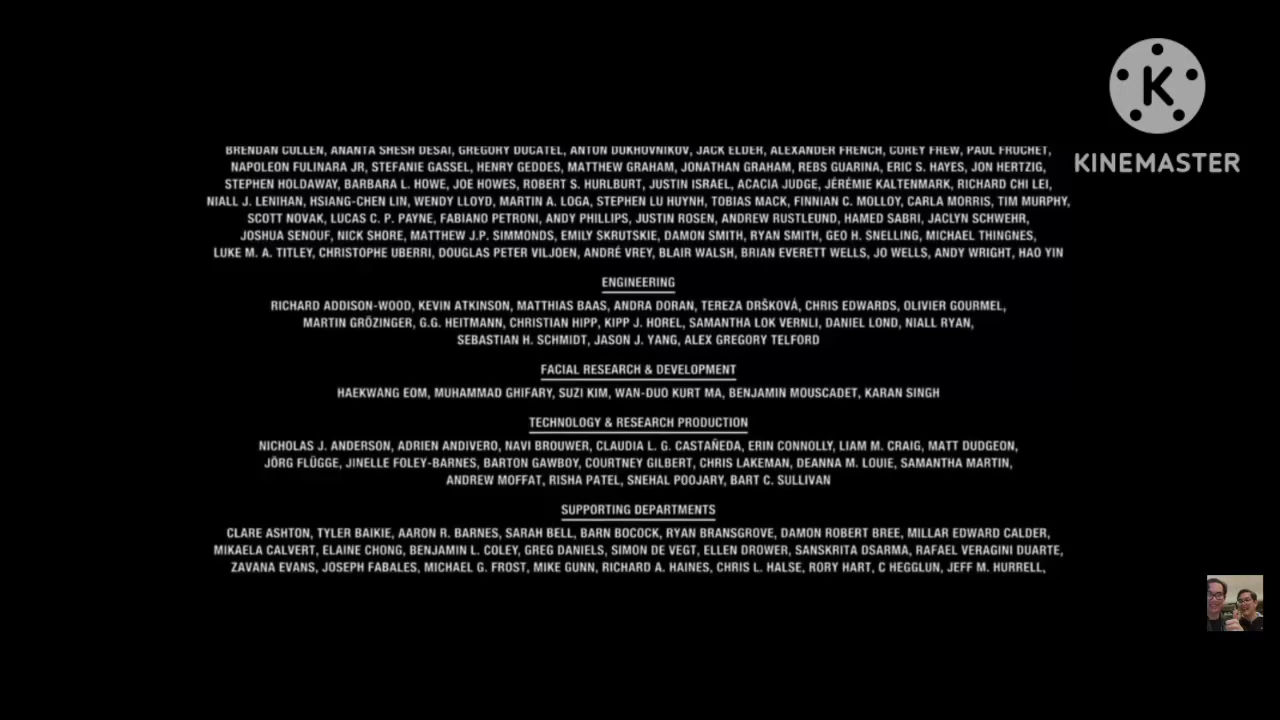 BRENDAN CULLEN, ANANTA SHESH DESAI, GREGORY DUCATEL, ANTON DUKHOVNIKOV, JACK ELDER, ALEXANDER FRENCH, COREY FREW, PAUL FRUCHET,
NAPOLEON FULINARA JR, STEFANIE GASSEL, HENRY GEDDES, MATTHEW GRAHAM, JONATHAN GRAHAM, REBS GUARINA, ERIC S. HAYES, JON HERTZIG,
STEPHEN HOLDAWAY, BARBARA L. HOWE, JOE HOWES, ROBERT S. HURLBURT, JUSTIN ISRAEL, ACACIA JUDGE, JÉRÉMIE KALTENMARK, RICHARD CHI LEI,
NIALL J. LENIHAN, HSIANG-CHEN LIN, WENDY LLOYD, MARTIN A. LOGA, STEPHEN LU HUYNH, TOBIAS MACK, FINNIAN C. MOLLOY, CARLA MORRIS, TIM MURPHY,
SCOTT NOVAK, LUCAS C. P. PAYNE, FABIANO PETRONI, ANDY PHILLIPS, JUSTIN ROSEN, ANDREW RUSTLEUND, HAMED SABRI, JACLYN SCHWEHR,
JOSHUA SENOUF, NICK SHORE, MATTHEW J.P. SIMMONDS, EMILY SKRUTSKIE, DAMON SMITH, RYAN SMITH, GEO H. SNELLING, MICHAEL THINGNES,
LUKE M. A. TITLEY, CHRISTOPHE UBERRI, DOUGLAS PETER VILJOEN, ANDRÉ VREY, BLAIR WALSH, BRIAN EVERETT WELLS, JO WELLS, ANDY WRIGHT, HAO YIN
ENGINEERING
RICHARD ADDISON-WOOD, KEVIN ATKINSON, MATTHIAS BAAS, ANDRA DORAN, TEREZA DRŠKOVÁ, CHRIS EDWARDS, OLIVIER GOURMEL,
MARTIN GRÖZINGER, G.G. HEITMANN, CHRISTIAN HIPP, KIPP J. HOREL, SAMANTHA LOK VERNLI, DANIEL LOND, NIALL RYAN,
SEBASTIAN H. SCHMIDT, JASON J. YANG, ALEX GREGORY TELFORD
FACIAL RESEARCH & DEVELOPMENT
HAEKWANG EOM, MUHAMMAD GHIFARY, SUZI KIM, WAN-DUO KURT MA, BENJAMIN MOUSCADET, KARAN SINGH
TECHNOLOGY & RESEARCH PRODUCTION
NICHOLAS J. ANDERSON, ADRIEN ANDIVERO, NAVI BROUWER, CLAUDIA L. G. CASTAÑEDA, ERIN CONNOLLY, LIAM M. CRAIG, MATT DUDGEON,
JÖRG FLÜGGE, JINELLE FOLEY-BARNES, BARTON GAWBOY, COURTNEY GILBERT, CHRIS LAKEMAN, DEANNA M. LOUIE, SAMANTHA MARTIN,
ANDREW MOFFAT, RISHA PATEL, SNEHAL POOJARY, BART C. SULLIVAN
SUPPORTING DEPARTMENTS
CLARE ASHTON, TYLER BAIKIE, AARON R. BARNES, SARAH BELL, BARN BOCOCK, RYAN BRANSGROVE, DAMON ROBERT BREE, MILLAR EDWARD CALDER,
MIKAELA CALVERT, ELAINE CHONG, BENJAMIN L. COLEY, GREG DANIELS, SIMON DE VEGT, ELLEN DROWER, SANSKRITA DSARMA, RAFAEL VERAGINI DUARTE,
ZAVANA EVANS, JOSEPH FABALES, MICHAEL G. FROST, MIKE GUNN, RICHARD A. HAINES, CHRIS L. HALSE, RORY HART, C HEGGLUN, JEFF M. HURRELL,
K
KINEMASTER